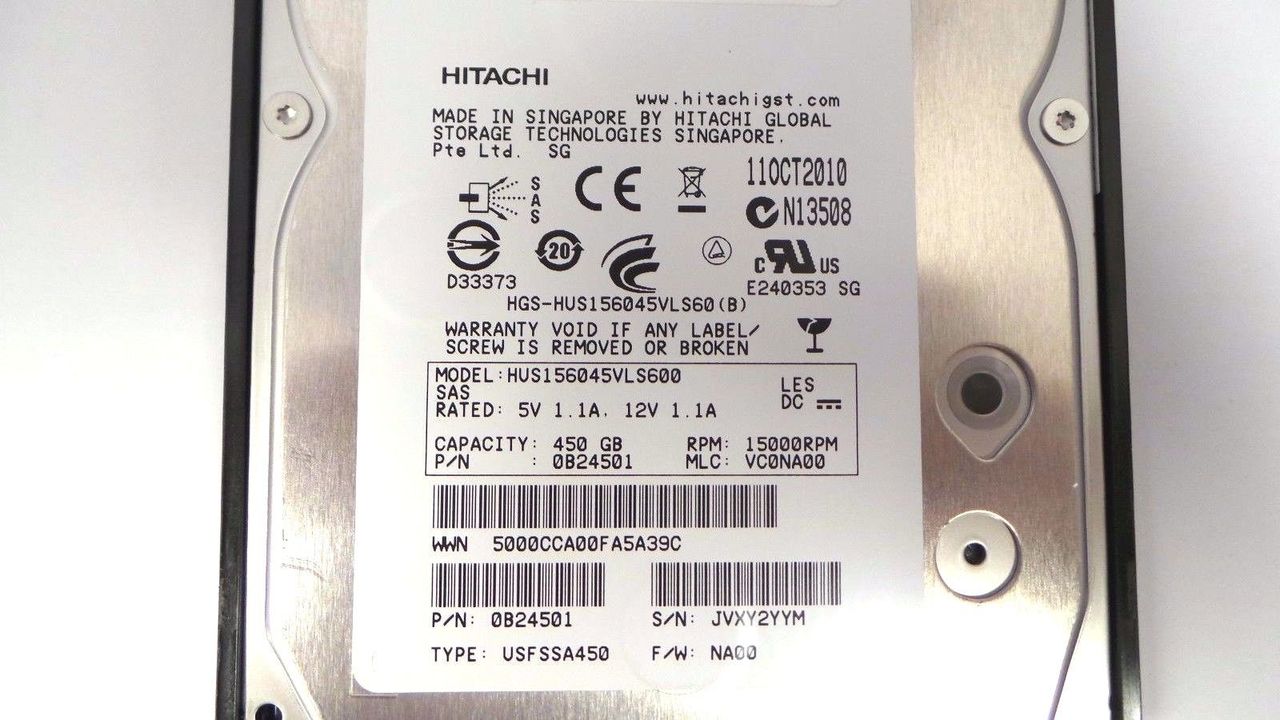 HITACHI
www.hitachigst.com
MADE IN SINGAPORE BY HITACHI GLOBAL
STORAGE TECHNOLOGIES SINGAPORE.
Pte Ltd. SG
SAS
CE
11OCT2010
N13508
20
D33373
c RU US
E240353 SG
HGS-HUS156045VLS60(B)
WARRANTY VOID IF ANY LABEL/
SCREW IS REMOVED OR BROKEN
MODEL:HUS156045VLS600
SAS
LES
DC
RATED: 5V 1.1A, 12V 1.1A
CAPACITY: 450 GB RPM: 15000RPM
P/N : 0B24501 MLC: VC0NA00
WWN 5000CCA00FA5A39C
P/N: 0B24501 S/N: JVXY2YYM
TYPE: USFSSA450 F/W: NA00